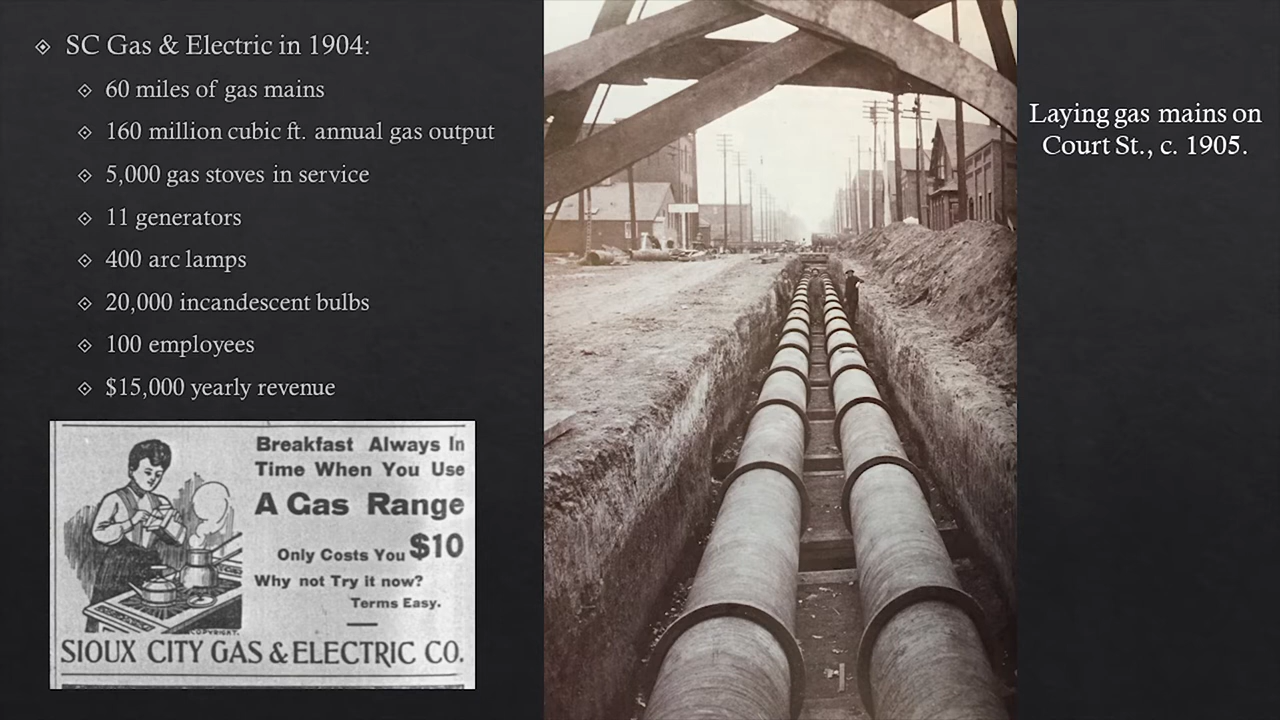 SC Gas & Electric in 1904:
60 miles of gas mains
160 million cubic ft. annual gas output
5,000 gas stoves in service
11 generators
400 arc lamps
20,000 incandescent bulbs
100 employees
$15,000 yearly revenue
Breakfast Always In
Time When You Use
A Gas Range
Only Costs You $10
Why not Try it now?
Terms Easy.
COPYRIGHT.
SIOUX CITY GAS & ELECTRIC CO.
Laying gas mains on
Court St., c. 1905.